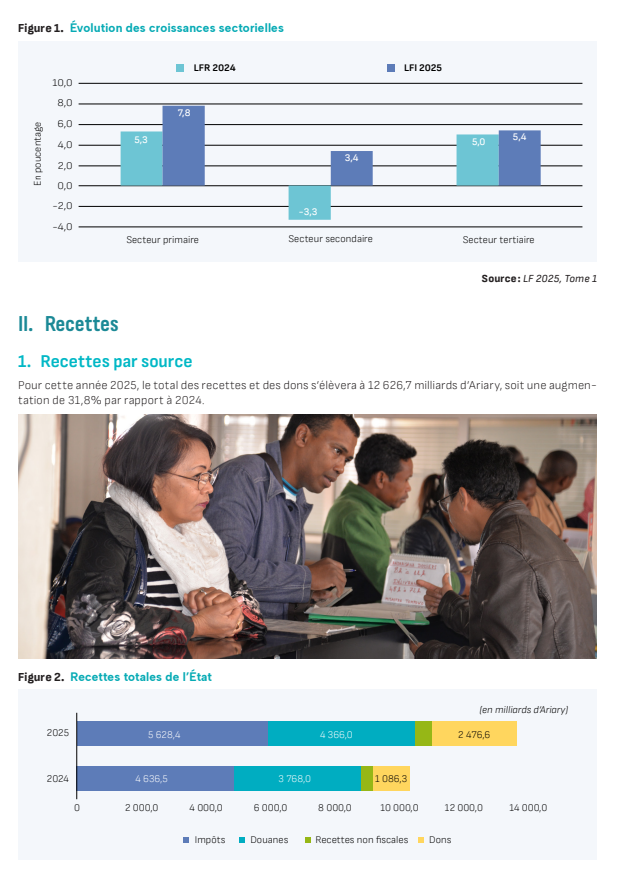 Figure 1. Évolution des croissances sectorielles
LFR 2024
LFI 2025
En poucentage
10,0
8,0
6,0
4,0
2,0
0,0
-2,0
-4,0
5,3
7,8
-3,3
3,4
5,0
5,4
Secteur primaire
Secteur secondaire
Secteur tertiaire
Source: LF 2025, Tome 1
II. Recettes
1. Recettes par source
Pour cette année 2025, le total des recettes et des dons s'élèvera à 12 626,7 milliards d'Ariary, soit une augmen-
tation de 31,8% par rapport à 2024.
Figure 2. Recettes totales de l'État
(en milliards d'Ariary)
2025
5 628,4
4 366,0
2 476,6
2024
4 636,5
3 768,0
1 086,3
0
2 000,0
4 000,0
6 000,0
8 000,0
10 000,0
12 000,0
14 000,0
Impôts
Douanes
Recettes non fiscales
Dons